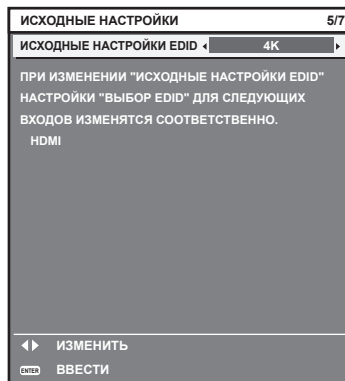 ИСХОДНЫЕ НАСТРОЙКИ 5/7
ИСХОДНЫЕ НАСТРОЙКИ EDID 4K
ПРИ ИЗМЕНЕНИИ "ИСХОДНЫЕ НАСТРОЙКИ EDID"
НАСТРОЙКИ "ВЫБОР EDID" ДЛЯ СЛЕДУЮЩИХ
ВХОДОВ ИЗМЕНЯТСЯ СООТВЕТСТВЕННО.
HDMI
ИЗМЕНИТЬ
ENTER ВВЕСТИ